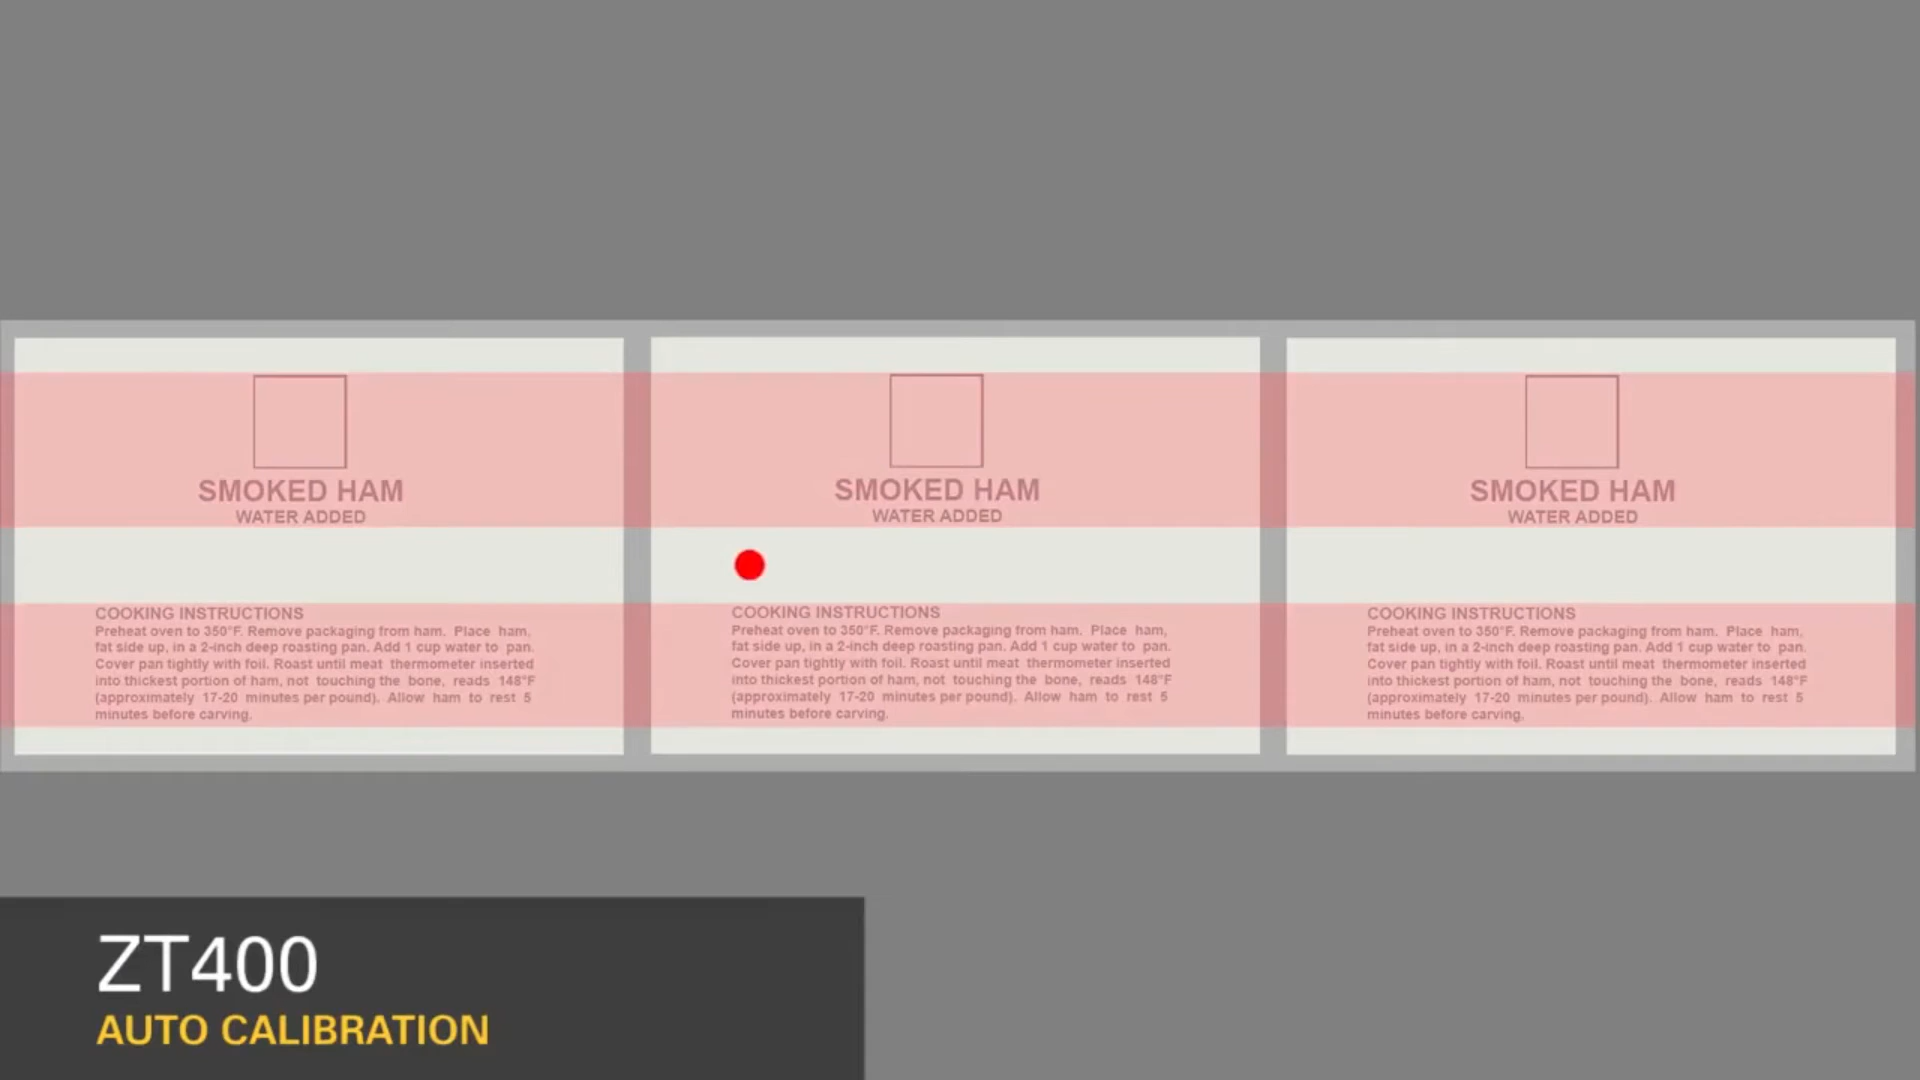 SMOKED HAM
WATER ADDED
COOKING INSTRUCTIONS
Preheat oven to 350°F. Remove packaging from ham. Place ham,
fat side up, in a 2-inch deep roasting pan. Add 1 cup water to pan.
Cover pan tightly with foil. Roast until meat thermometer inserted
into thickest portion of ham, not touching the bone, reads 148°F
(approximately 17-20 minutes per pound). Allow ham to rest 5
minutes before carving.
SMOKED HAM
WATER ADDED
COOKING INSTRUCTIONS
Preheat oven to 350°F. Remove packaging from ham. Place ham,
fat side up, in a 2-inch deep roasting pan. Add 1 cup water to pan.
Cover pan tightly with foil. Roast until meat thermometer inserted
into thickest portion of ham, not touching the bone, reads 148°F
(approximately 17-20 minutes per pound). Allow ham to rest 5
minutes before carving.
SMOKED HAM
WATER ADDED
COOKING INSTRUCTIONS
Preheat oven to 350°F. Remove packaging from ham. Place ham,
fat side up, in a 2-inch deep roasting pan. Add 1 cup water to pan.
Cover pan tightly with foil. Roast until meat thermometer inserted
into thickest portion of ham, not touching the bone, reads 148°F
(approximately 17-20 minutes per pound). Allow ham to rest 5
minutes before carving.
ZT400
AUTO CALIBRATION